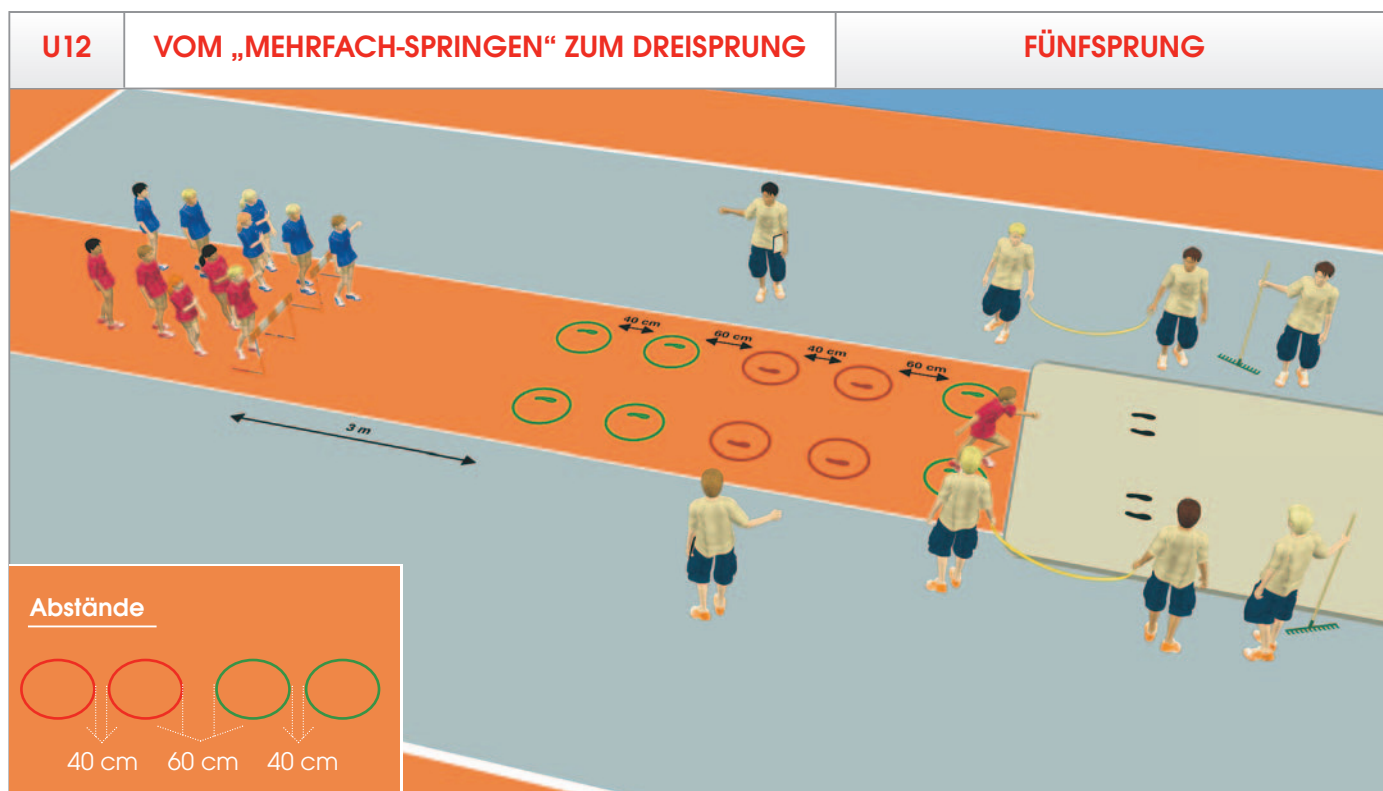 U12 VOM „MEHRFACH-SPRINGEN“ ZUM DREISPRUNG FÜNFSPRUNG
40 cm
60 cm
40 cm
60 cm
3 m
Abstände
40 cm 60 cm 40 cm